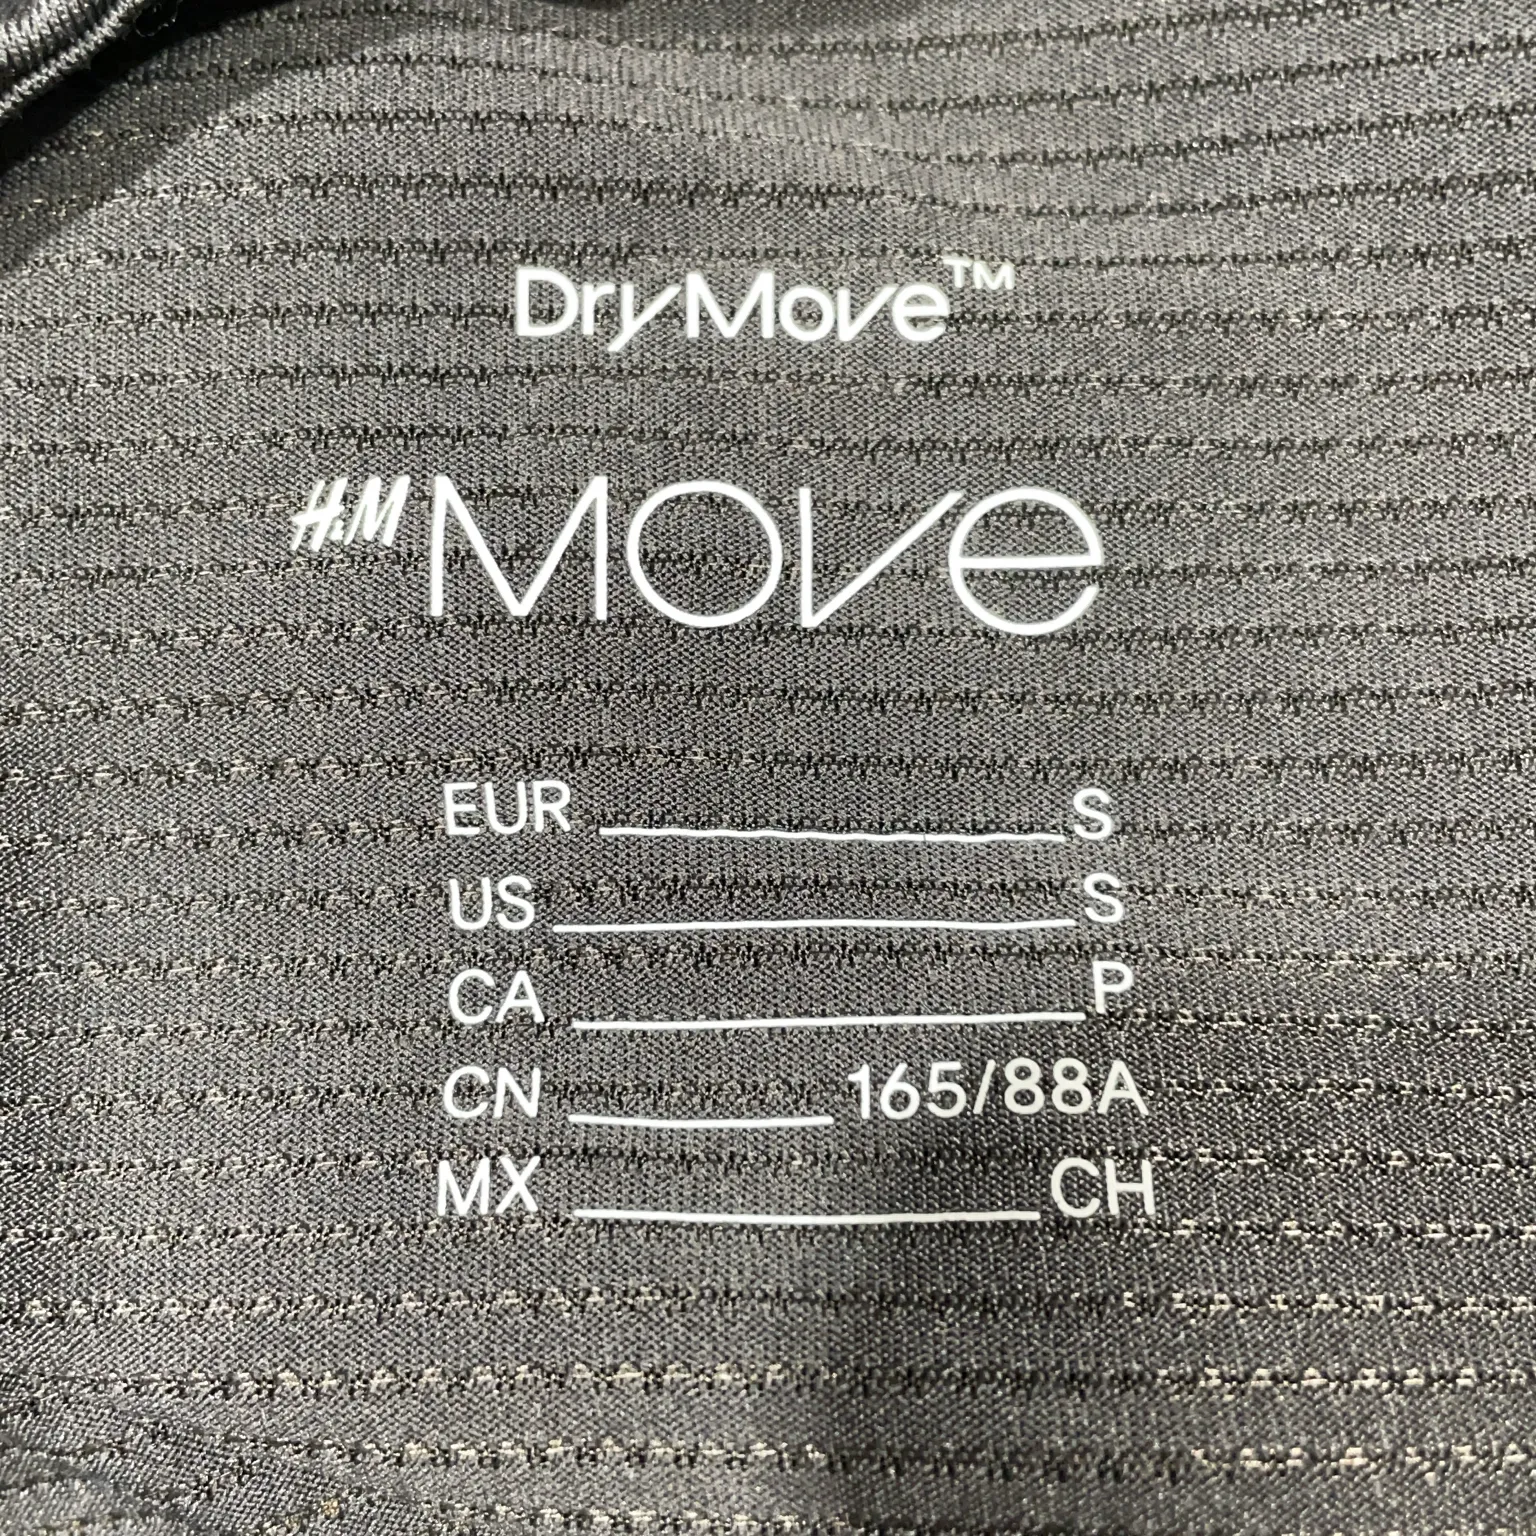 DryMove™
H&M MOVE
EUR S
US S
CA P
CN 165/88A
MX CH